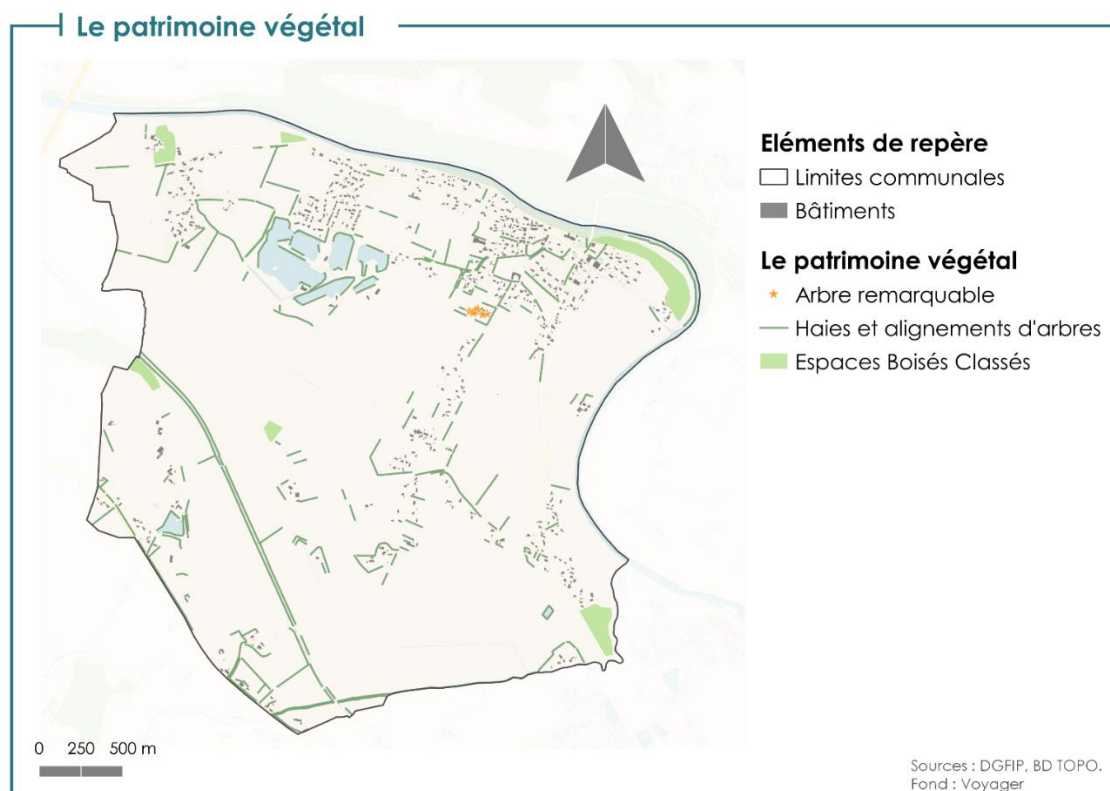 Le patrimoine végétal
Eléments de repère
Limites communales
Bâtiments
Le patrimoine végétal
Arbre remarquable
Haies et alignements d'arbres
Espaces Boisés Classés
0 250 500 m
Sources : DGFIP, BD TOPO.
Fond : Voyager